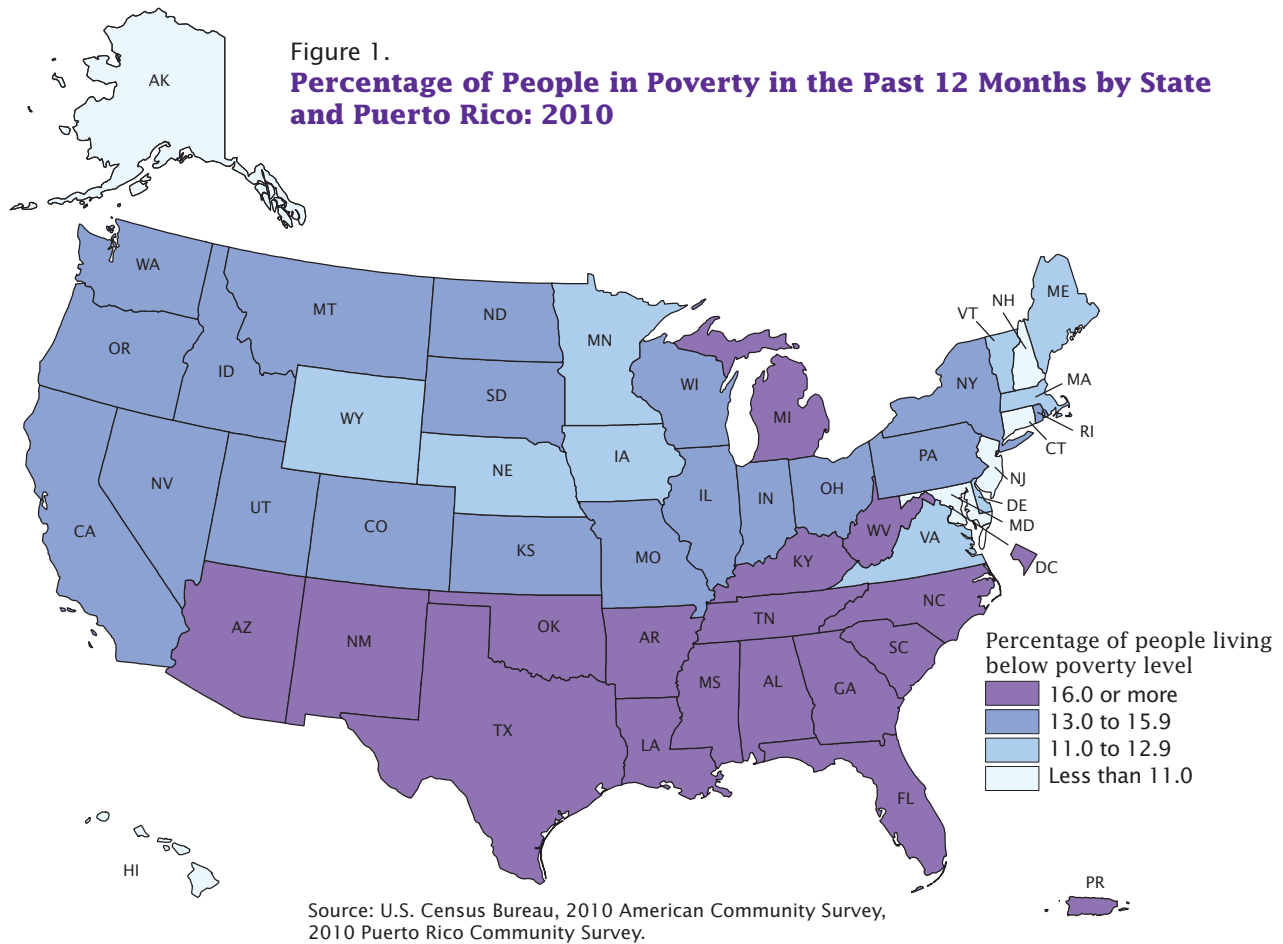 Figure 1.
Percentage of People in Poverty in the Past 12 Months by State
and Puerto Rico: 2010
AK
WA
MT
ND
MN
OR
ID
SD
WI
WY
MI
NE
IA
NV
UT
CO
CA
KS
MO
IL
IN
OH
PA
NY
VT
NH
ME
MA
RI
CT
NJ
DE
MD
DC
WV
VA
KY
AZ
NM
OK
AR
TN
NC
SC
MS
AL
GA
TX
LA
FL
HI
PR
Percentage of people living
below poverty level
16.0 or more
13.0 to 15.9
11.0 to 12.9
Less than 11.0
Source: U.S. Census Bureau, 2010 American Community Survey,
2010 Puerto Rico Community Survey.